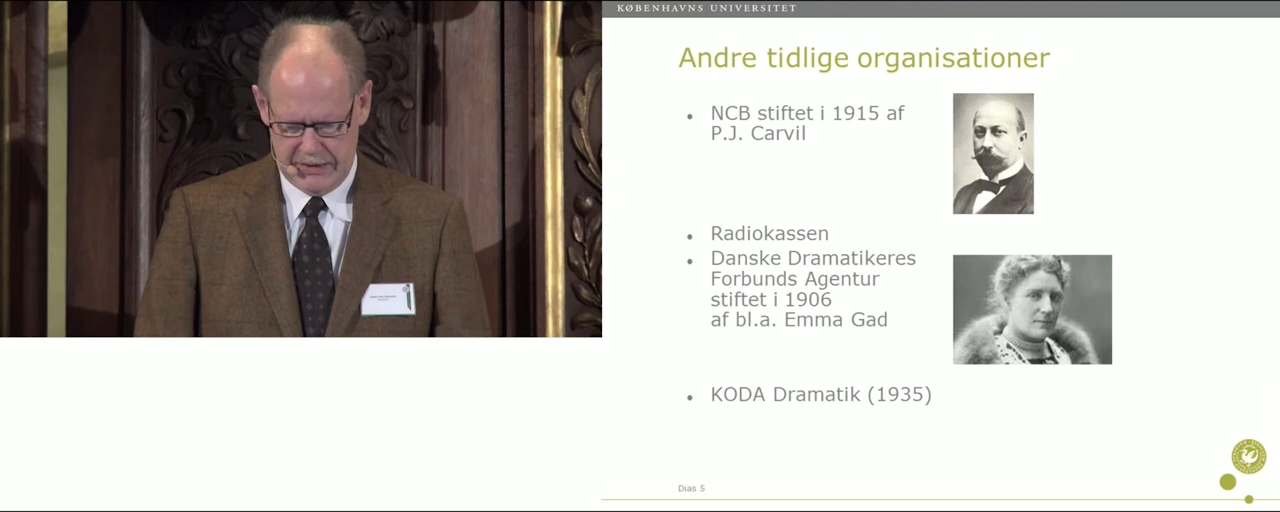 KØBENHAVNS UNIVERSITET
Andre tidlige organisationer
• NCB stiftet i 1915 af
P.J. Carvil
• Radiokassen
• Danske Dramatikeres
Forbunds Agentur
stiftet i 1906
af bl.a. Emma Gad
• KODA Dramatik (1935)
Dias 5